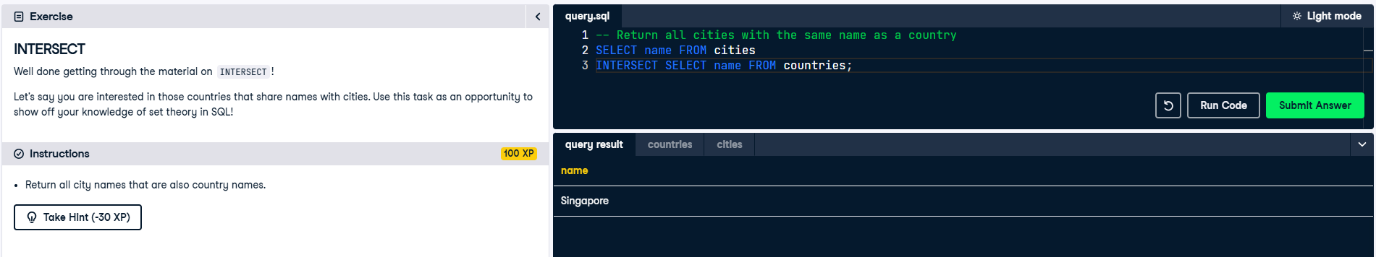 Exercise
INTERSECT
Well done getting through the material on INTERSECT!
Let's say you are interested in those countries that share names with cities. Use this task as an opportunity to
show off your knowledge of set theory in SQL!
Instructions
100 XP
• Return all city names that are also country names.
Take Hint (-30 XP)
query.sql
Light mode
1 -- Return all cities with the same name as a country
2 SELECT name FROM cities
3 INTERSECT SELECT name FROM countries;
Run Code
Submit Answer
query result countries cities
name
Singapore